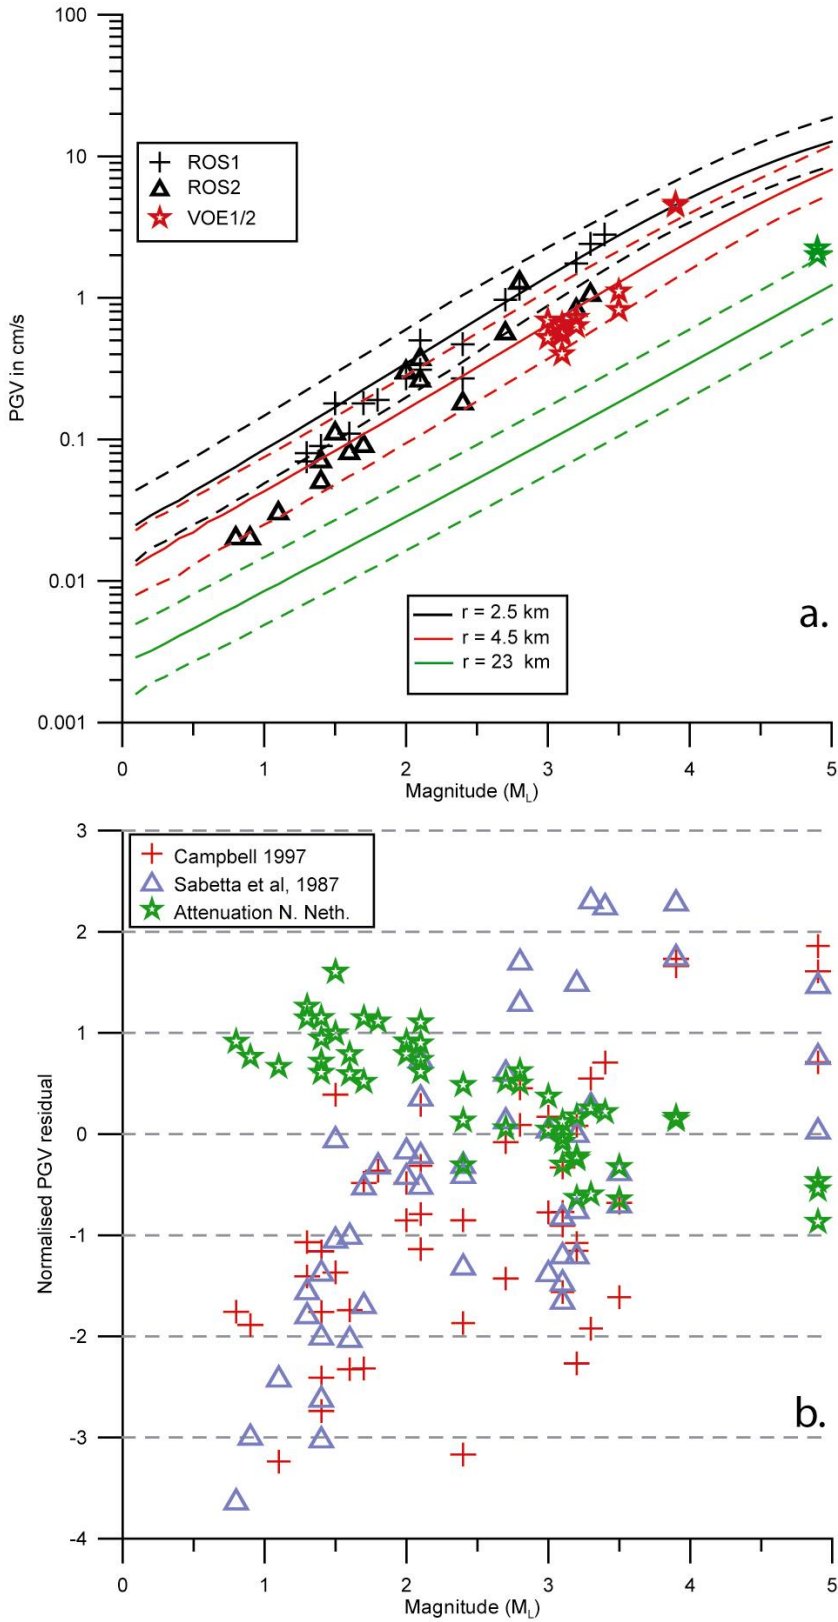 100
10
1
0.1
0.01
0.001
PGV in cm/s
ROS1
ROS2
VOE1/2
r = 2.5 km
r = 4.5 km
r = 23 km
a.
0 1 2 3 4 5
Magnitude (ML)
3
2
1
0
-1
-2
-3
-4
Normalised PGV residual
Campbell 1997
Sabetta et al, 1987
Attenuation N. Neth.
b.
0 1 2 3 4 5
Magnitude (ML)